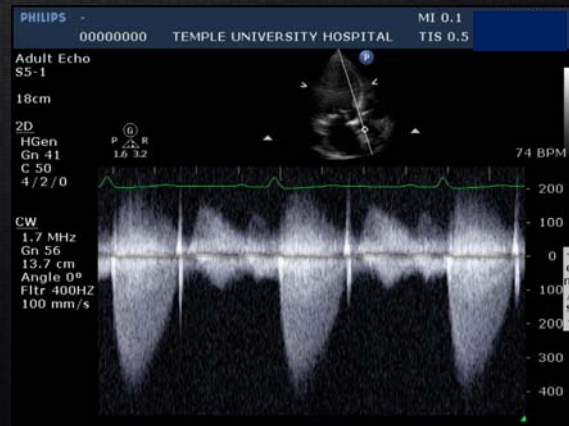 PHILIPS -
MI 0.1
00000000 TEMPLE UNIVERSITY HOSPITAL
TIS 0.5
Adult Echo
S5-1
18cm
2D
HGen
Gn 41
C 50
4/2/0
P G R
1.6 3.2
P
74 BPM
CW
1.7 MHz
Gn 56
13.7 cm
Angle 0°
Fltr 400HZ
100 mm/s
200
100
0
100
200
300
400